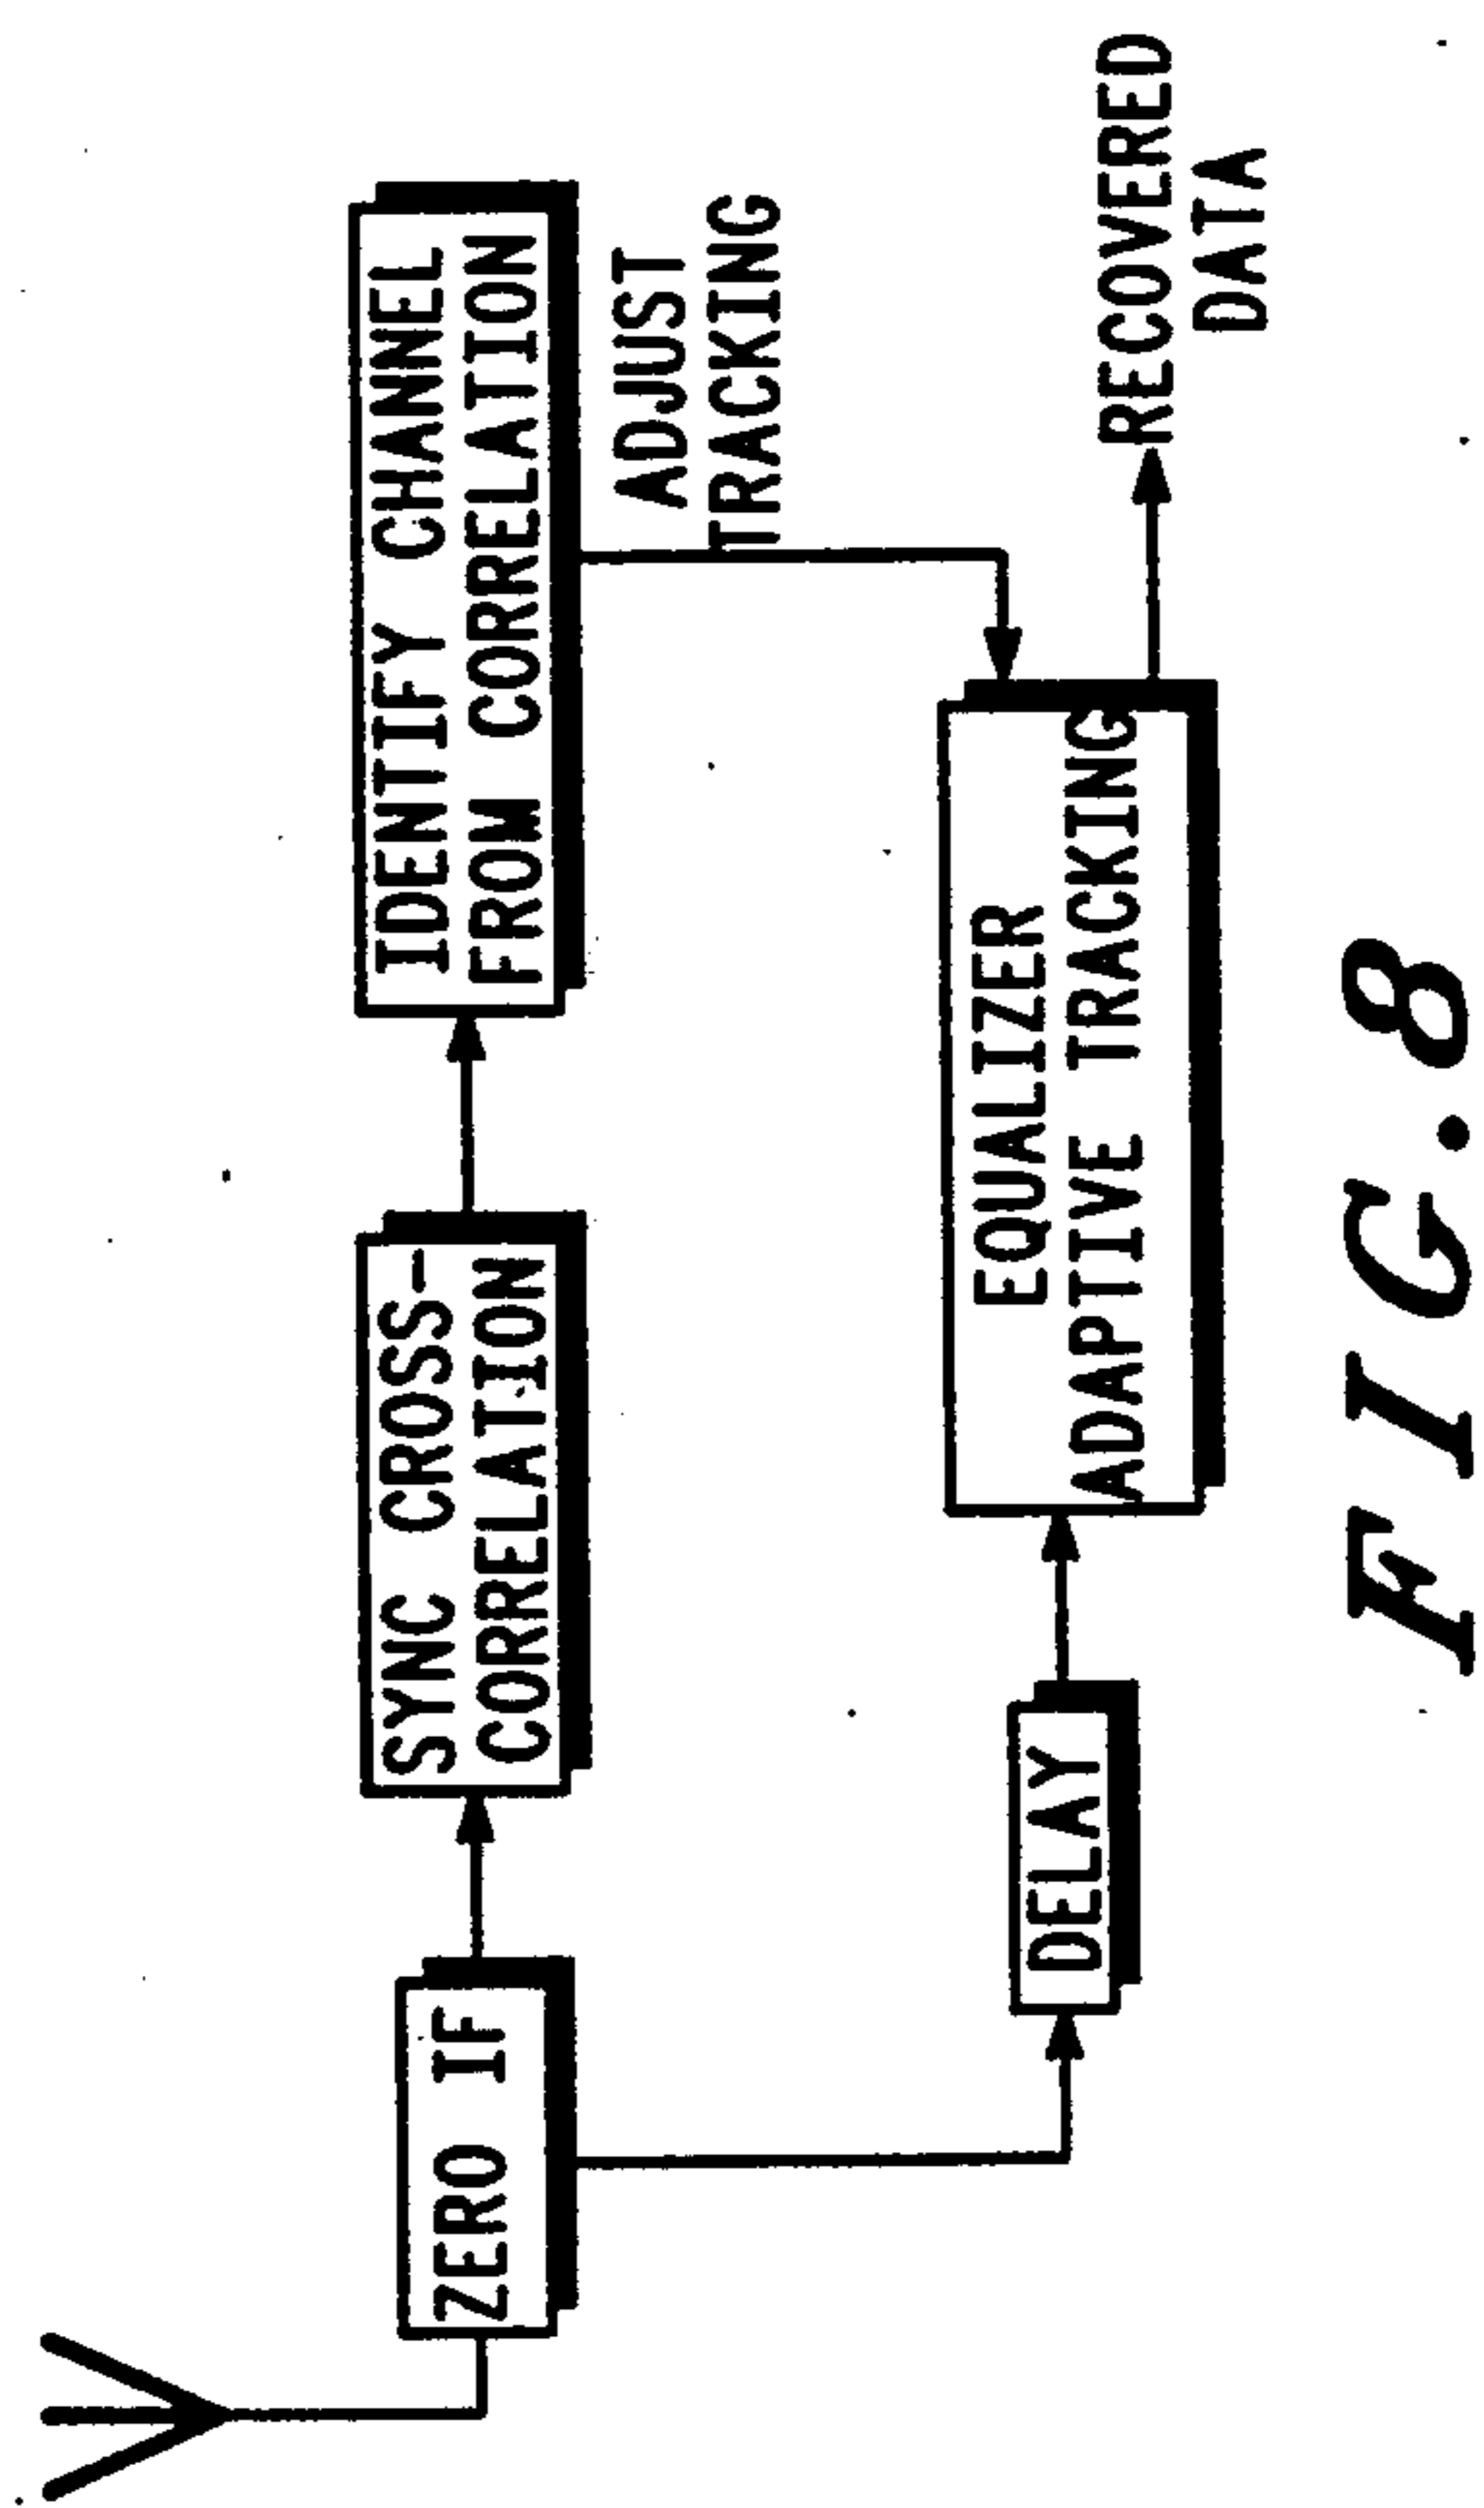 ZERO IF
SYNC CROSS-
CORRELATION
IDENTIFY CHANNEL
FROM CORRELATION
ADJUST
TRACKING
DELAY
EQUALIZER
ADAPTIVE TRACKING
RECOVERED
DATA
FIG. 8